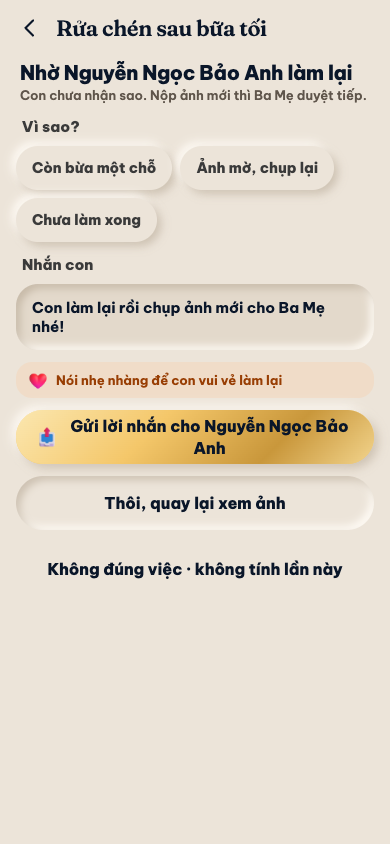 Rửa chén sau bữa tối
Nhờ Nguyễn Ngọc Bảo Anh làm lại
Con chưa nhận sao. Nộp ảnh mới thì Ba Mẹ duyệt tiếp.
Vì sao?
Còn bừa một chỗ
Ảnh mờ, chụp lại
Chưa làm xong
Nhắn con
Con làm lại rồi chụp ảnh mới cho Ba Mẹ
nhé!
Nói nhẹ nhàng để con vui vẻ làm lại
Gửi lời nhắn cho Nguyễn Ngọc Bảo
Anh
Thôi, quay lại xem ảnh
Không đúng việc · không tính lần này